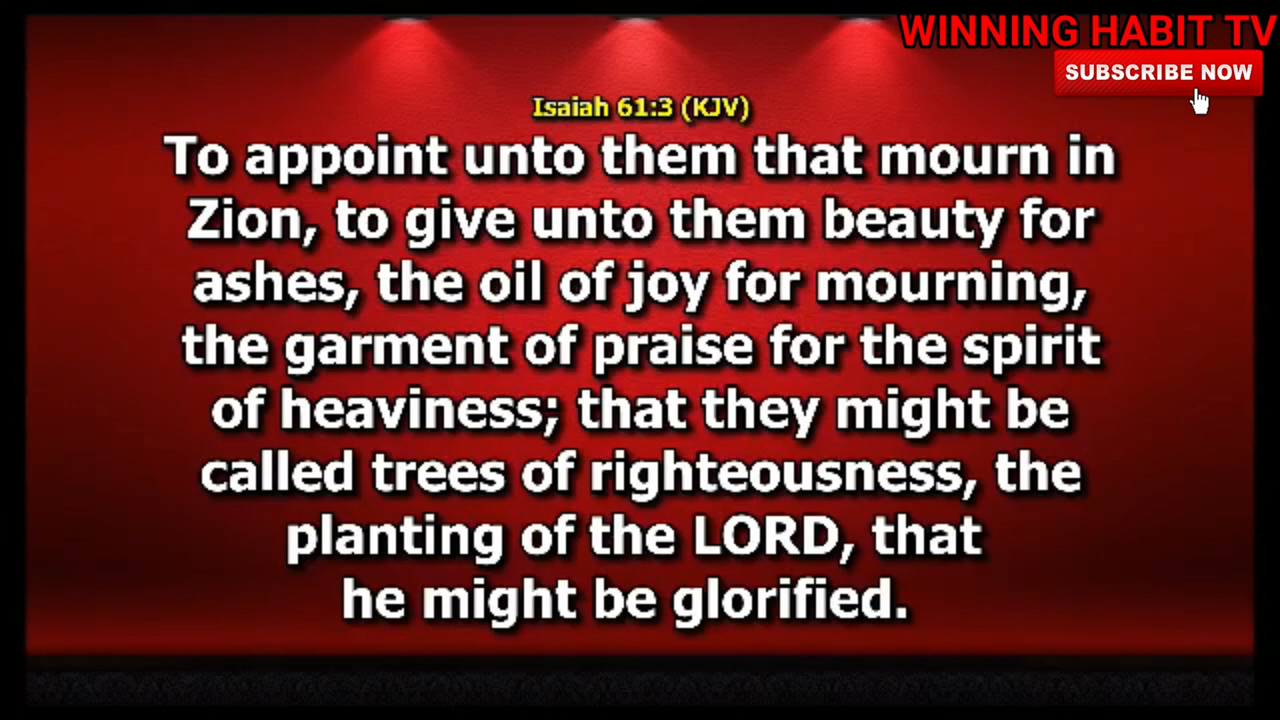 WINNING HABIT TV
SUBSCRIBE NOW
Isaiah 61:3 (KJV)
To appoint unto them that mourn in
Zion, to give unto them beauty for
ashes, the oil of joy for mourning,
the garment of praise for the spirit
of heaviness; that they might be
called trees of righteousness, the
planting of the LORD, that
he might be glorified.